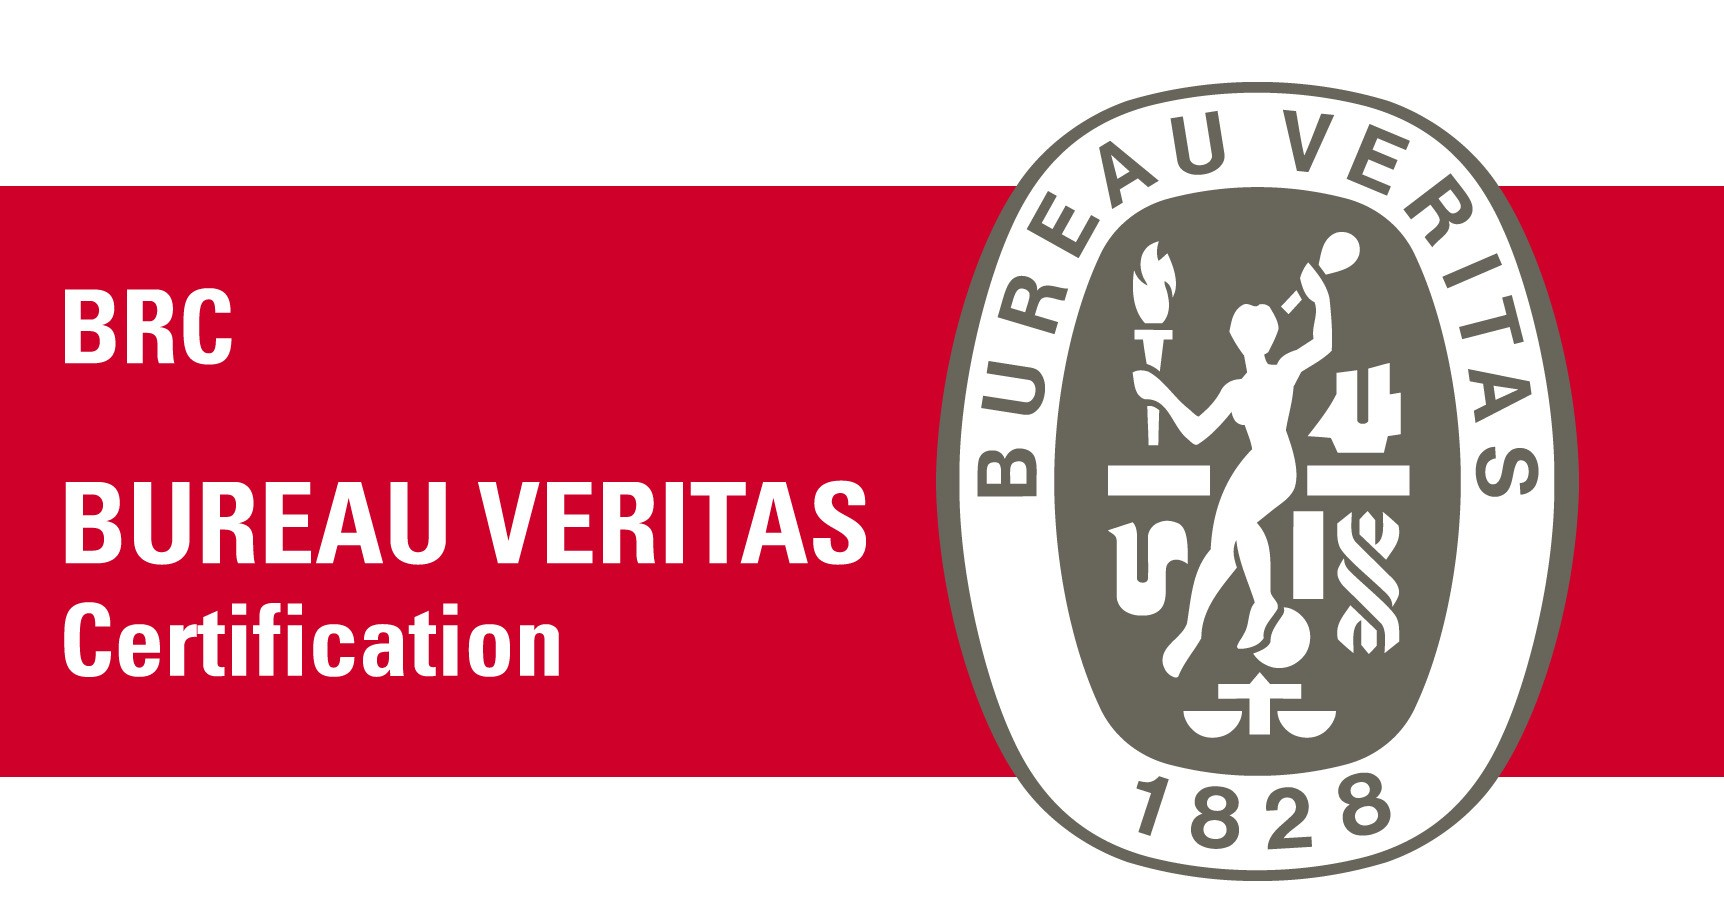 BRC
BUREAU VERITAS
Certification
BUREAU VERITAS
1828